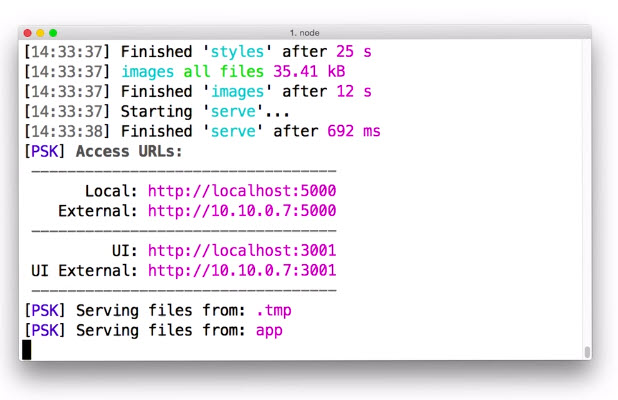 1. node
[14:33:37] Finished 'styles' after 25 s
[14:33:37] images all files 35.41 kB
[14:33:37] Finished 'images' after 12 s
[14:33:37] Starting 'serve'...
[14:33:38] Finished 'serve' after 692 ms
[PSK] Access URLs:
----------------------------------
Local: http://localhost:5000
External: http://10.10.0.7:5000
----------------------------------
UI: http://localhost:3001
UI External: http://10.10.0.7:3001
----------------------------------
[PSK] Serving files from: .tmp
[PSK] Serving files from: app